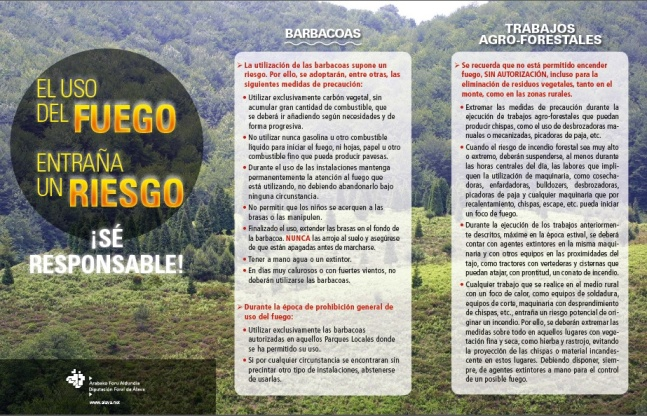 EL USO
DEL FUEGO
ENTRAÑA
UN RIESGO
¡SÉ
RESPONSABLE!
Arabako Foru Aldundia
Diputación Foral de Álava
www.alava.net
BARBACOAS
➢ La utilización de las barbacoas supone un
riesgo. Por ello, se adoptarán, entre otras, las
siguientes medidas de precaución:
• Utilizar exclusivamente carbón vegetal, sin
acumular gran cantidad de combustible, que
se deberá ir añadiendo según necesidades y de
forma progresiva.
• No utilizar nunca gasolina u otro combustible
líquido para iniciar el fuego, ni hojas, papel u otro
combustible fino que pueda producir pavesas.
• Durante el uso de las instalaciones mantenga
permanentemente la atención al fuego que
está utilizando, no debiendo abandonarlo bajo
ninguna circunstancia.
• No permitir que los niños se acerquen a las
brasas o las manipulen.
• Finalizado el uso, extender las brasas en el fondo de
la barbacoa. NUNCA las arroje al suelo y asegúrese
de que están apagadas antes de marcharse.
• Tener a mano agua o un extintor.
• En días muy calurosos o con fuertes vientos, no
deberán utilizarse las barbacoas.
➢ Durante la época de prohibición general de
uso del fuego:
• Utilizar exclusivamente las barbacoas
autorizadas en aquellos Parques Locales donde
se ha permitido su uso.
• Si por cualquier circunstancia se encontraran sin
precintar otro tipo de instalaciones, abstenerse
de usarlas.
TRABAJOS
AGRO-FORESTALES
➢ Se recuerda que no está permitido encender
fuego, SIN AUTORIZACIÓN, incluso para la
eliminación de residuos vegetales, tanto en el
monte, como en las zonas rurales.
• Extremar las medidas de precaución durante la
ejecución de trabajos agro-forestales que puedan
producir chispas, como el uso de desbrozadoras ma-
nuales o mecanizadas, picadoras de paja, etc.
• Cuando el riesgo de incendio forestal sea muy alto
o extremo, deberán suspenderse, al menos durante
las horas centrales del día, las labores que impli-
quen la utilización de maquinaria, como cosecha-
doras, enfardadoras, bulldozers, desbrozadoras,
picadoras de paja y cualquier maquinaria que por
recalentamiento, chispas, escape, etc. pueda iniciar
un foco de fuego.
• Durante la ejecución de los trabajos anteriormen-
te descritos, máxime en la época estival, se deberá
contar con agentes extintores en la misma maqui-
naria y con otros equipos en las proximidades del
tajo, como tractores con vertederas y cisternas que
puedan atajar, con prontitud, un conato de incendio.
• Cualquier trabajo que se realice en el medio rural
con un foco de calor, como equipos de soldadura,
equipos de corte, maquinaria con desprendimiento
de chispas, etc., entraña un riesgo potencial de ori-
ginar un incendio. Por ello, se deberán extremar las
medidas sobre todo en aquellos lugares con vege-
tación fina y seca, como hierba y rastrojo, evitando
la proyección de las chispas o material incandes-
cente en estos lugares. Debiendo disponer, siem-
pre, de agentes extintores a mano para el control
de un posible fuego.